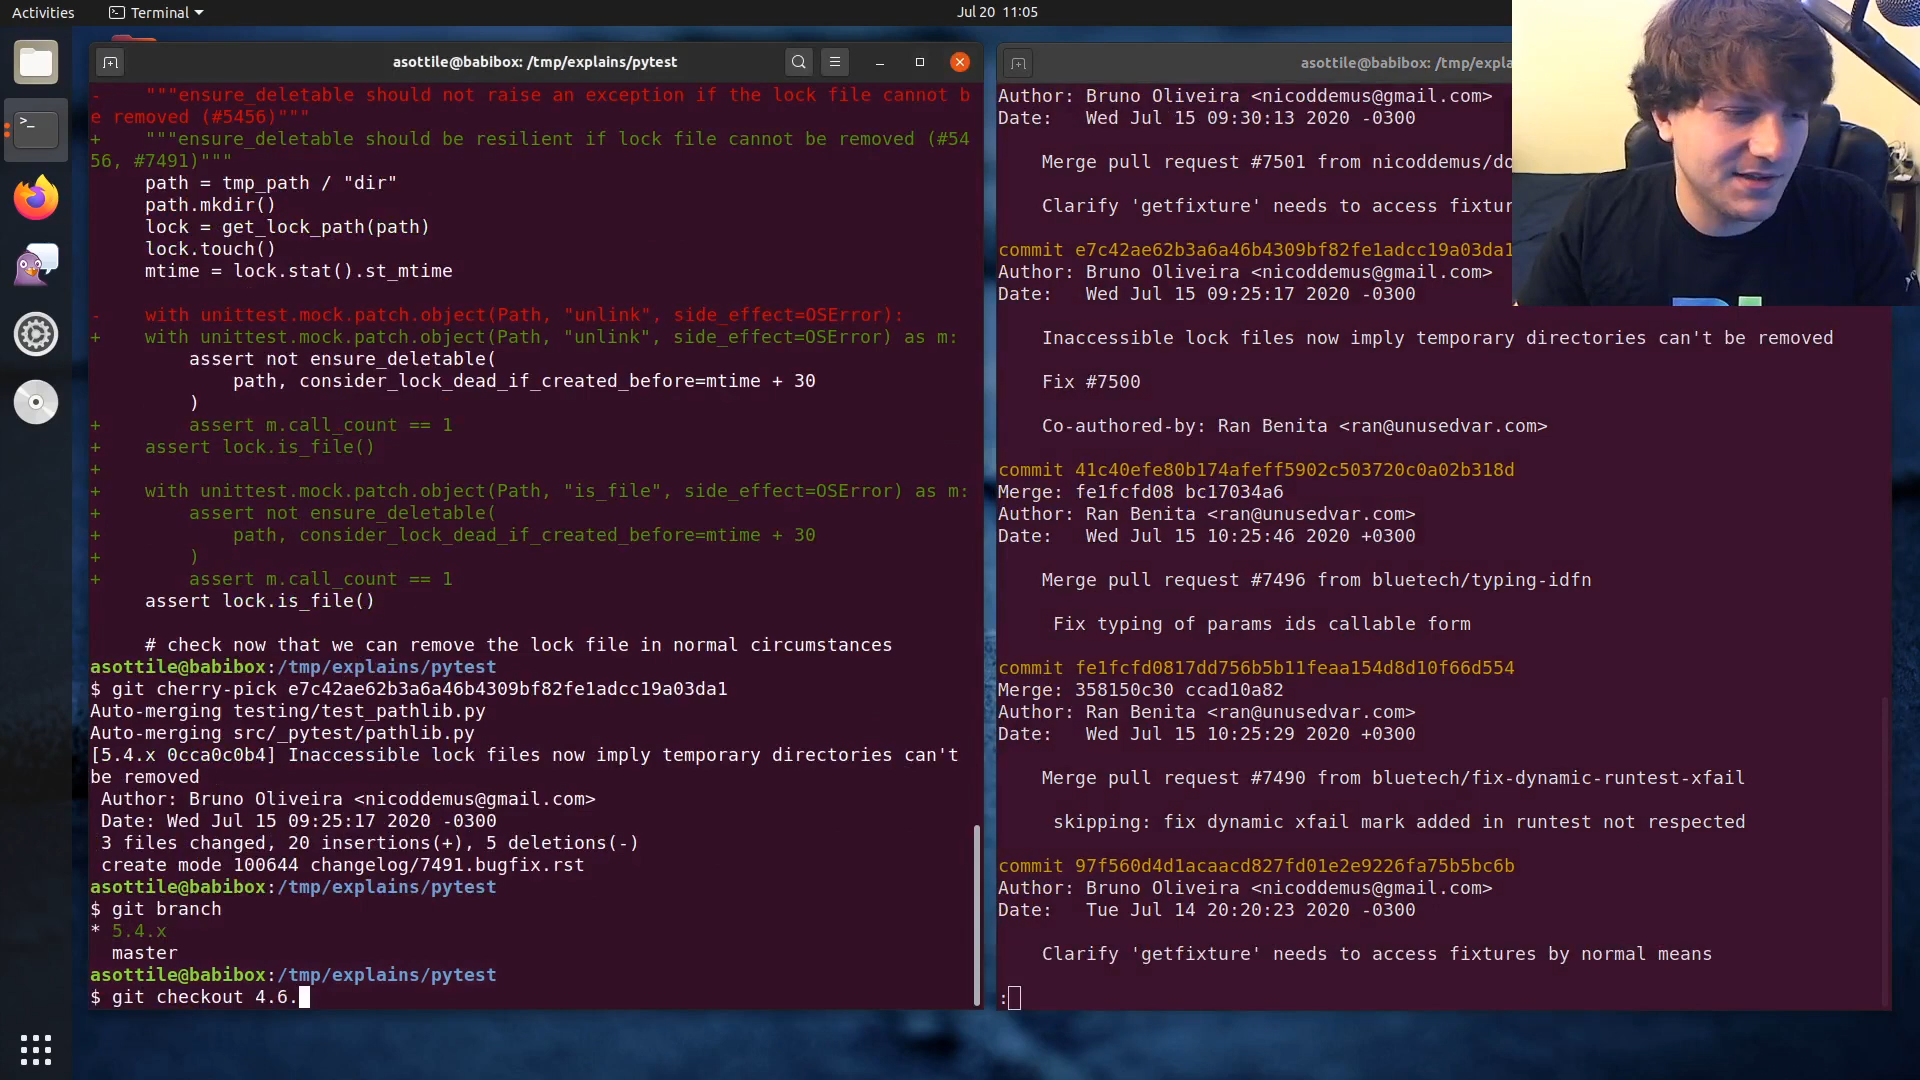 Activities
Terminal
Jul 20 11:05
asottile@babibox: /tmp/explains/pytest
-    """ensure_deletable should not raise an exception if the lock file cannot b
e removed (#5456)"""
+    """ensure_deletable should be resilient if lock file cannot be removed (#54
56, #7491)"""
     path = tmp_path / "dir"
     path.mkdir()
     lock = get_lock_path(path)
     lock.touch()
     mtime = lock.stat().st_mtime
-    with unittest.mock.patch.object(Path, "unlink", side_effect=OSError):
+    with unittest.mock.patch.object(Path, "unlink", side_effect=OSError) as m:
         assert not ensure_deletable(
             path, consider_lock_dead_if_created_before=mtime + 30
         )
+        assert m.call_count == 1
+    assert lock.is_file()
+
+    with unittest.mock.patch.object(Path, "is_file", side_effect=OSError) as m:
+        assert not ensure_deletable(
+            path, consider_lock_dead_if_created_before=mtime + 30
+        )
+        assert m.call_count == 1
     assert lock.is_file()
     # check now that we can remove the lock file in normal circumstances
asottile@babibox:/tmp/explains/pytest
$ git cherry-pick e7c42ae62b3a6a46b4309bf82fe1adcc19a03da1
Auto-merging testing/test_pathlib.py
Auto-merging src/_pytest/pathlib.py
[5.4.x 0cca0c0b4] Inaccessible lock files now imply temporary directories can't
be removed
 Author: Bruno Oliveira <nicoddemus@gmail.com>
 Date: Wed Jul 15 09:25:17 2020 -0300
 3 files changed, 20 insertions(+), 5 deletions(-)
 create mode 100644 changelog/7491.bugfix.rst
asottile@babibox:/tmp/explains/pytest
$ git branch
* 5.4.x
  master
asottile@babibox:/tmp/explains/pytest
$ git checkout 4.6.
asottile@babibox: /tmp/expla
Author: Bruno Oliveira <nicoddemus@gmail.com>
Date:   Wed Jul 15 09:30:13 2020 -0300
    Merge pull request #7501 from nicoddemus/do
    Clarify 'getfixture' needs to access fixtur
commit e7c42ae62b3a6a46b4309bf82fe1adcc19a03da1
Author: Bruno Oliveira <nicoddemus@gmail.com>
Date:   Wed Jul 15 09:25:17 2020 -0300
    Inaccessible lock files now imply temporary directories can't be removed
    Fix #7500
    Co-authored-by: Ran Benita <ran@unusedvar.com>
commit 41c40efe80b174afeff5902c503720c0a02b318d
Merge: fe1fcfd08 bc17034a6
Author: Ran Benita <ran@unusedvar.com>
Date:   Wed Jul 15 10:25:46 2020 +0300
    Merge pull request #7496 from bluetech/typing-idfn
     Fix typing of params ids callable form
commit fe1fcfd0817dd756b5b11feaa154d8d10f66d554
Merge: 358150c30 ccad10a82
Author: Ran Benita <ran@unusedvar.com>
Date:   Wed Jul 15 10:25:29 2020 +0300
    Merge pull request #7490 from bluetech/fix-dynamic-runtest-xfail
     skipping: fix dynamic xfail mark added in runtest not respected
commit 97f560d4d1acaacd827fd01e2e9226fa75b5bc6b
Author: Bruno Oliveira <nicoddemus@gmail.com>
Date:   Tue Jul 14 20:20:23 2020 -0300
    Clarify 'getfixture' needs to access fixtures by normal means
: